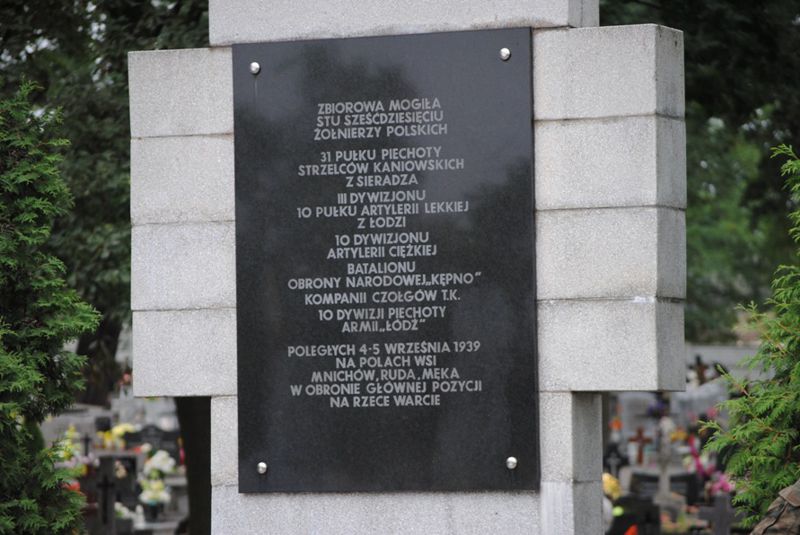 ZBIOROWA MOGIŁA
STU SZEŚĆDZIESIĘCIU
ŻOŁNIERZY POLSKICH
31 PUŁKU PIECHOTY
STRZELCÓW KANIOWSKICH
Z SIERADZA
III DYWIZJONU
10 PUŁKU ARTYLERII LEKKIEJ
Z ŁODZI
10 DYWIZJONU
ARTYLERII CIĘŻKIEJ
BATALIONU
OBRONY NARODOWEJ „KĘPNO"
KOMPANII CZOŁGÓW T.K.
10 DYWIZJI PIECHOTY
ARMII „ŁÓDŹ"
POLEGŁYCH 4-5 WRZEŚNIA 1939
NA POLACH WSI
MNICHÓW, RUDA, MĘKA
W OBRONIE GŁÓWNEJ POZYCJI
NA RZECE WARCIE